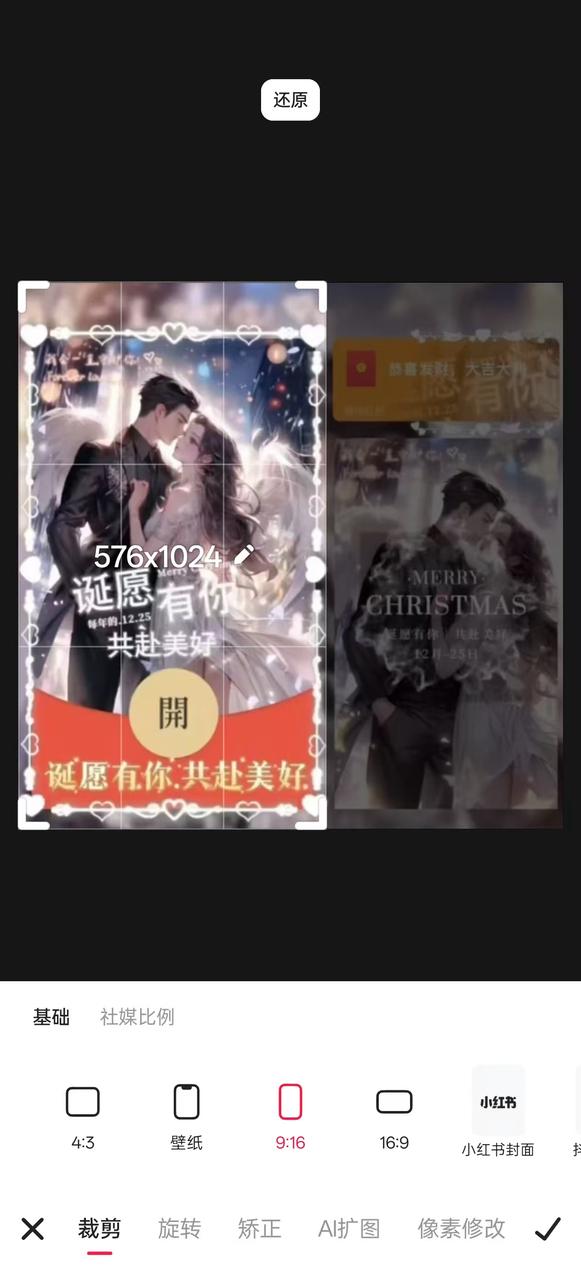 还原
Forever love
576x1024
Merry
诞愿有你
每年的.12.25
共赴美好
開
诞愿有你.共赴美好.
恭喜发财，大吉大利
MERRY
CHRISTMAS
诞愿有你 共赴美好
12月-25日
基础
社媒比例
4:3
壁纸
9:16
16:9
小红书
小红书封面
裁剪
旋转
矫正
AI扩图
像素修改